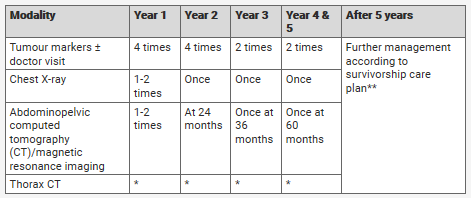 Modality Year 1 Year 2 Year 3 Year 4 & After 5 years
5
Tumour markers ± 4 times 4 times 2 times 2 times Further management
doctor visit according to
survivorship care
plan**
Chest X-ray 1-2 Once Once Once
times
Abdominopelvic 1-2 At 24 Once at Once at
computed times months 36 60
tomography months months
(CT)/magnetic
resonance imaging
Thorax CT * * * *